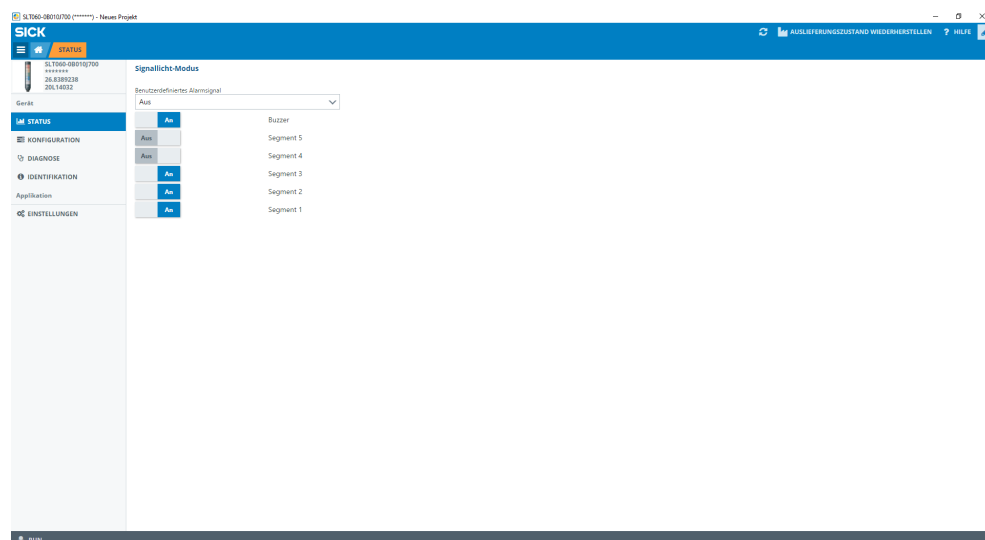 SLT060-0B010J700 (*******) - Neues Projekt
SICK
AUSLIEFERUNGSZUSTAND WIEDERHERSTELLEN ? HILFE
STATUS
SLT060-0B010J700
*******
26.8389238
20L14032
Signallicht-Modus
Benutzerdefiniertes Alarmsignal
Aus
Gerät
An Buzzer
STATUS
Aus Segment 5
KONFIGURATION
Aus Segment 4
DIAGNOSE
An Segment 3
IDENTIFIKATION
An Segment 2
Applikation
An Segment 1
EINSTELLUNGEN
RUN